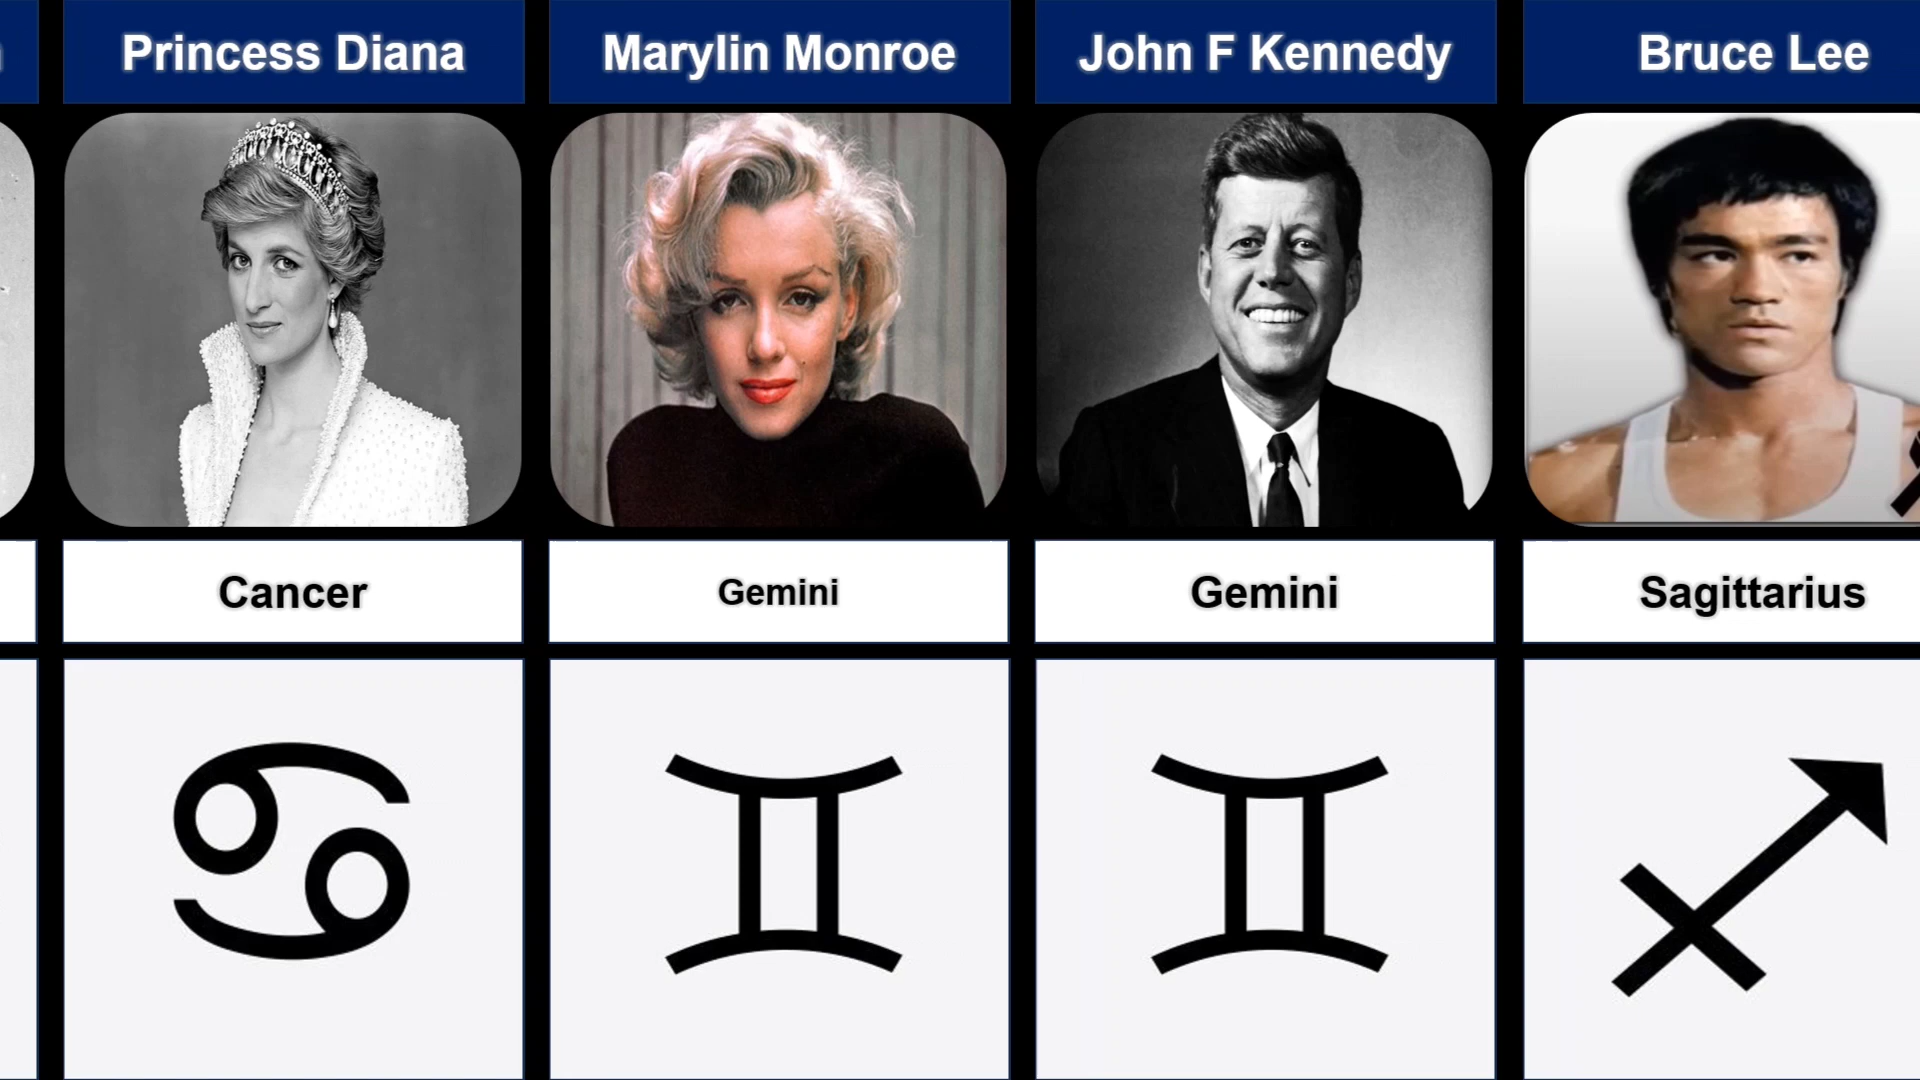 Princess Diana
Marylin Monroe
John F Kennedy
Bruce Lee
Cancer
Gemini
Gemini
Sagittarius